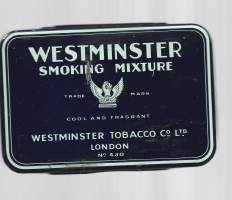 WESTMINSTER
SMOKING MIXTURE
TRADE MARK
COOL AND FRAGRANT
WESTMINSTER TOBACCO CO. LTD
LONDON
No 430